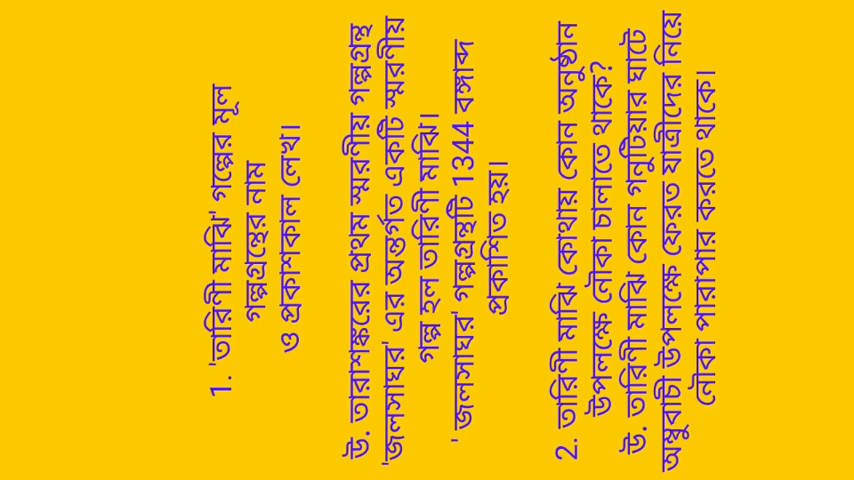 1. 'তারিণী মাঝি' গল্পের মূল
গল্পগ্রন্থের নাম
ও প্রকাশকাল লেখ।
উ. তারাশঙ্করের প্রথম স্মরণীয় গল্পগ্রন্থ
'জলসাঘর' এর অন্তর্গত একটি স্মরণীয়
গল্প হল তারিণী মাঝি।
' জলসাঘর' গল্পগ্রন্থটি 1344 বঙ্গাব্দ
প্রকাশিত হয়।
2. তারিণী মাঝি কোথায় কোন অনুষ্ঠান
উপলক্ষে নৌকা চালাতে থাকে?
উ. তারিণী মাঝি কোন গনুটিয়ার ঘাটে
অম্বুবাচী উপলক্ষে ফেরত যাত্রীদের নিয়ে
নৌকা পারাপার করতে থাকে।